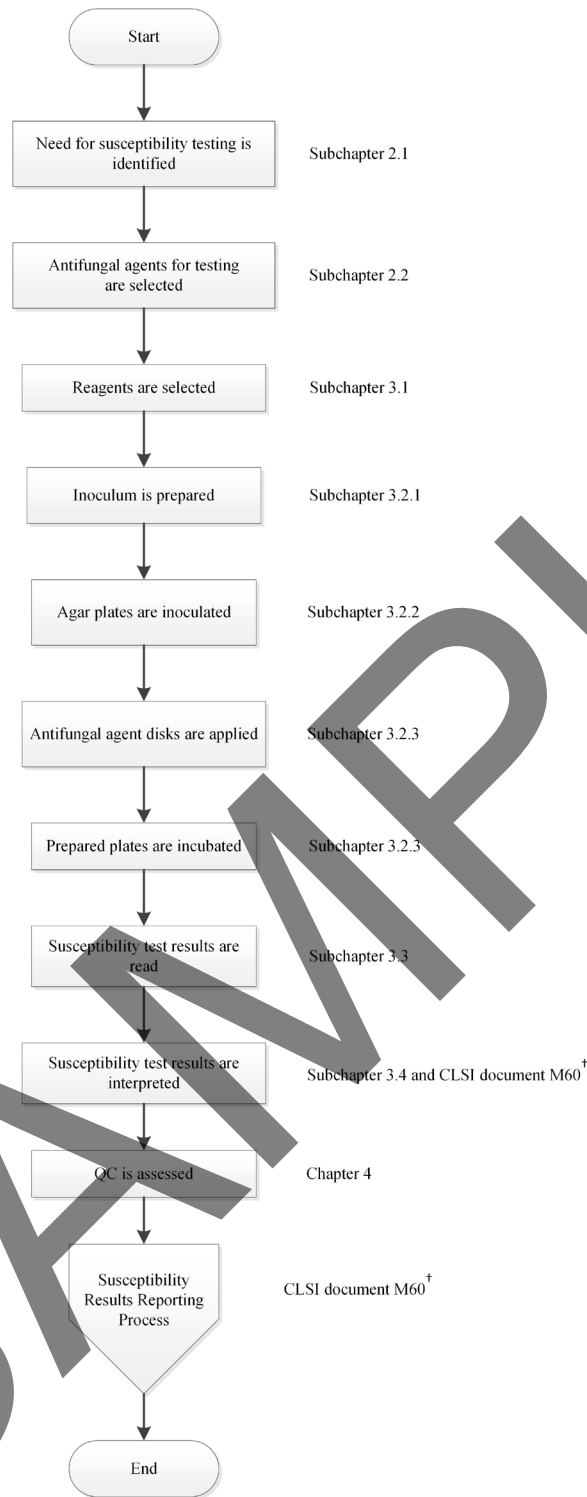 Start
Need for susceptibility testing is
identified
Subchapter 2.1
Antifungal agents for testing
are selected
Subchapter 2.2
Reagents are selected
Subchapter 3.1
Inoculum is prepared
Subchapter 3.2.1
Agar plates are inoculated
Subchapter 3.2.2
Antifungal agent disks are applied
Subchapter 3.2.3
Prepared plates are incubated
Subchapter 3.2.3
Susceptibility test results are
read
Subchapter 3.3
Susceptibility test results are
interpreted
Subchapter 3.4 and CLSI document M60†
QC is assessed
Chapter 4
Susceptibility
Results Reporting
Process
CLSI document M60†
End
AMP